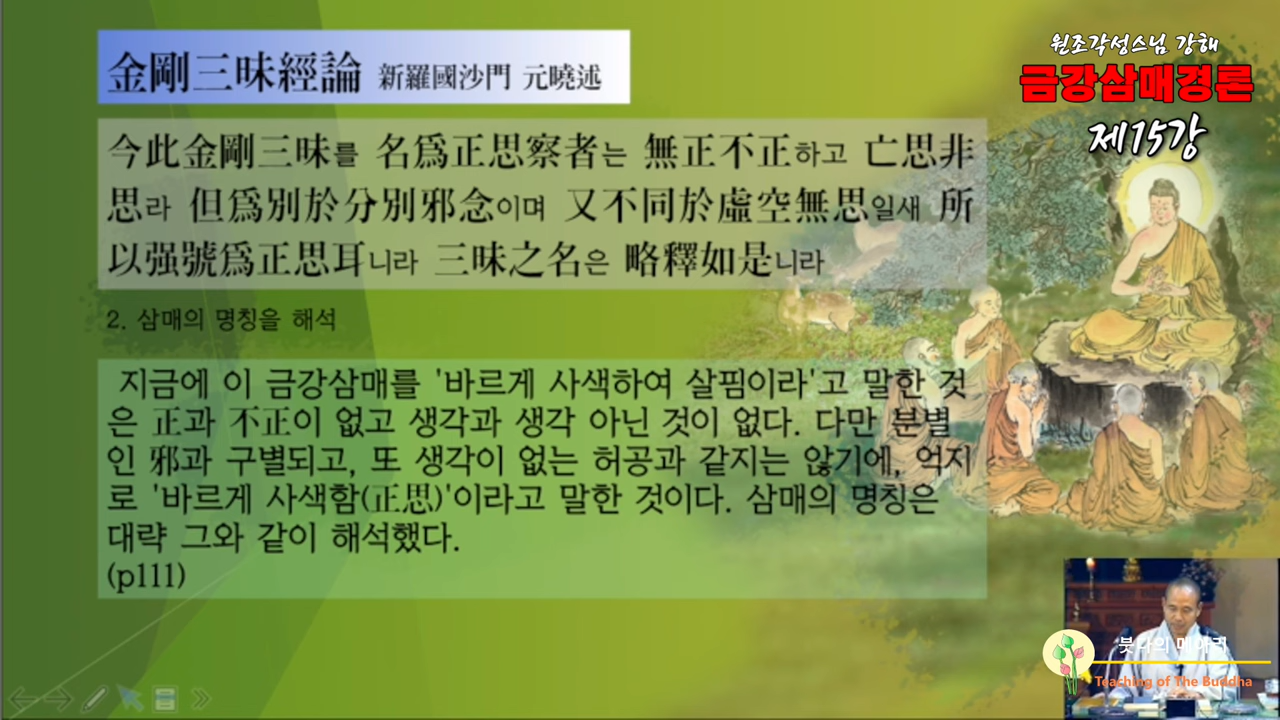 金剛三昧經論 新羅國沙門 元曉述
원조각성스님 강해
금강삼매경론
제15강
今此金剛三昧를 名爲正思察者는 無正不正하고 亡思非
思라 但爲別於分別邪念이며 又不同於虛空無思일새 所
以强號爲正思耳니라 三昧之名은 略釋如是니라
2. 삼매의 명칭을 해석
지금에 이 금강삼매를 '바르게 사색하여 살핌이라'고 말한 것
은 正과 不正이 없고 생각과 생각 아닌 것이 없다. 다만 분별
인 邪과 구별되고, 또 생각이 없는 허공과 같지는 않기에, 억지
로 '바르게 사색함(正思)'이라고 말한 것이다. 삼매의 명칭은
대략 그와 같이 해석했다.
(p111)
붓다의 메아리
Teaching of The Buddha